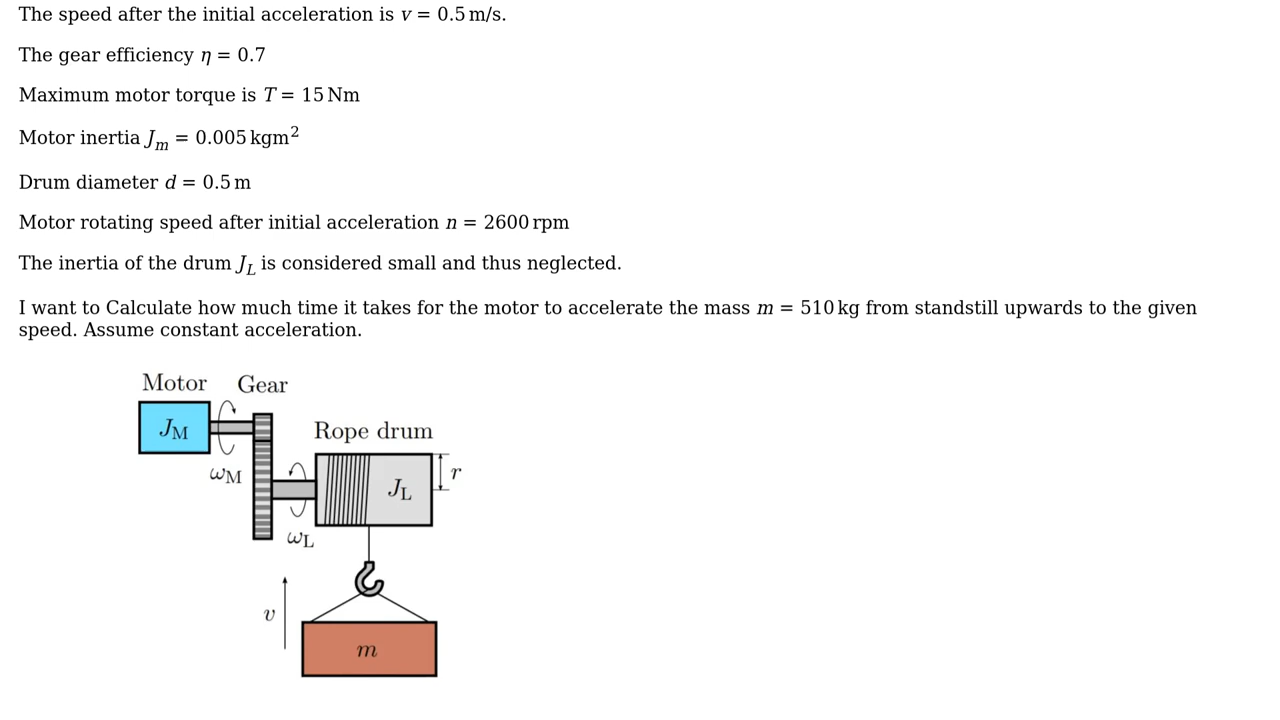 The speed after the initial acceleration is v = 0.5 m/s.
The gear efficiency η = 0.7
Maximum motor torque is T = 15 Nm
Motor inertia Jm = 0.005 kgm²
Drum diameter d = 0.5 m
Motor rotating speed after initial acceleration n = 2600 rpm
The inertia of the drum JL is considered small and thus neglected.
I want to Calculate how much time it takes for the motor to accelerate the mass m = 510 kg from standstill upwards to the given
speed. Assume constant acceleration.
Motor Gear
JM
Rope drum
ωM
JL
r
ωL
v
m